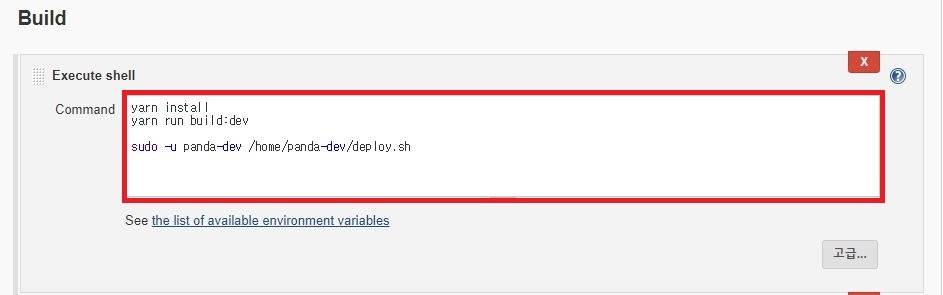 Build
Execute shell
X
Command
yarn install
yarn run build:dev
sudo -u panda-dev /home/panda-dev/deploy.sh
See the list of available environment variables
고급...